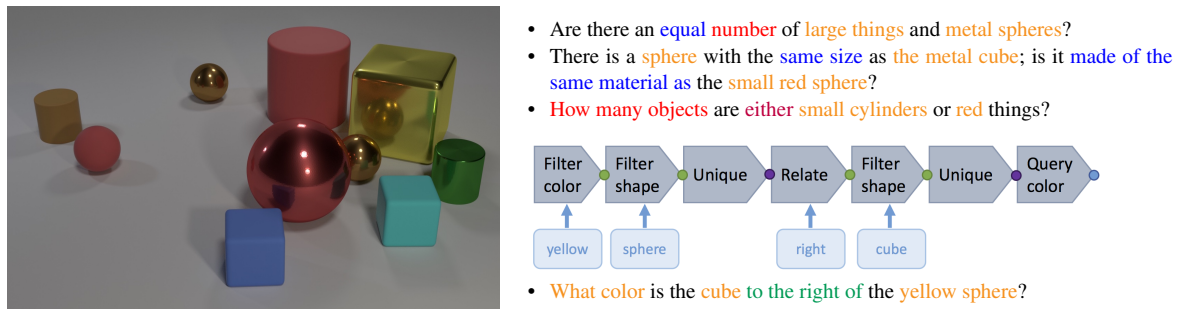 • Are there an equal number of large things and metal spheres?
• There is a sphere with the same size as the metal cube; is it made of the
same material as the small red sphere?
• How many objects are either small cylinders or red things?
Filter color
Filter shape
Unique
Relate
Filter shape
Unique
Query color
yellow
sphere
right
cube
• What color is the cube to the right of the yellow sphere?